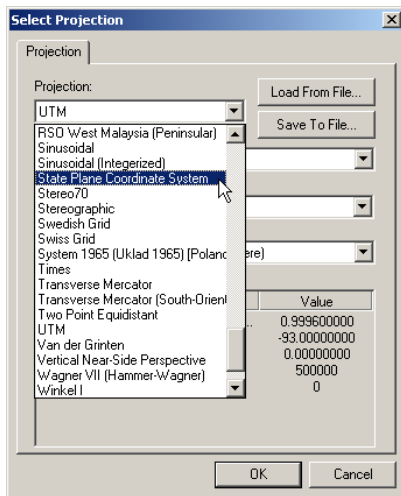 Select Projection
Projection
Projection:
Load From File...
UTM
Save To File...
RSO West Malaysia (Peninsular)
Sinusoidal
Sinusoidal (Integerized)
State Plane Coordinate System
Stereo70
Stereographic
Swedish Grid
Swiss Grid
System 1965 (Uklad 1965) [Polan
ere)
Times
Transverse Mercator
Transverse Mercator (South-Orien
Value
Two Point Equidistant
...
0.999600000
UTM
-93.00000000
Van der Grinten
0.00000000
Vertical Near-Side Perspective
500000
Wagner VII (Hammer-Wagner)
0
Winkel I
OK
Cancel